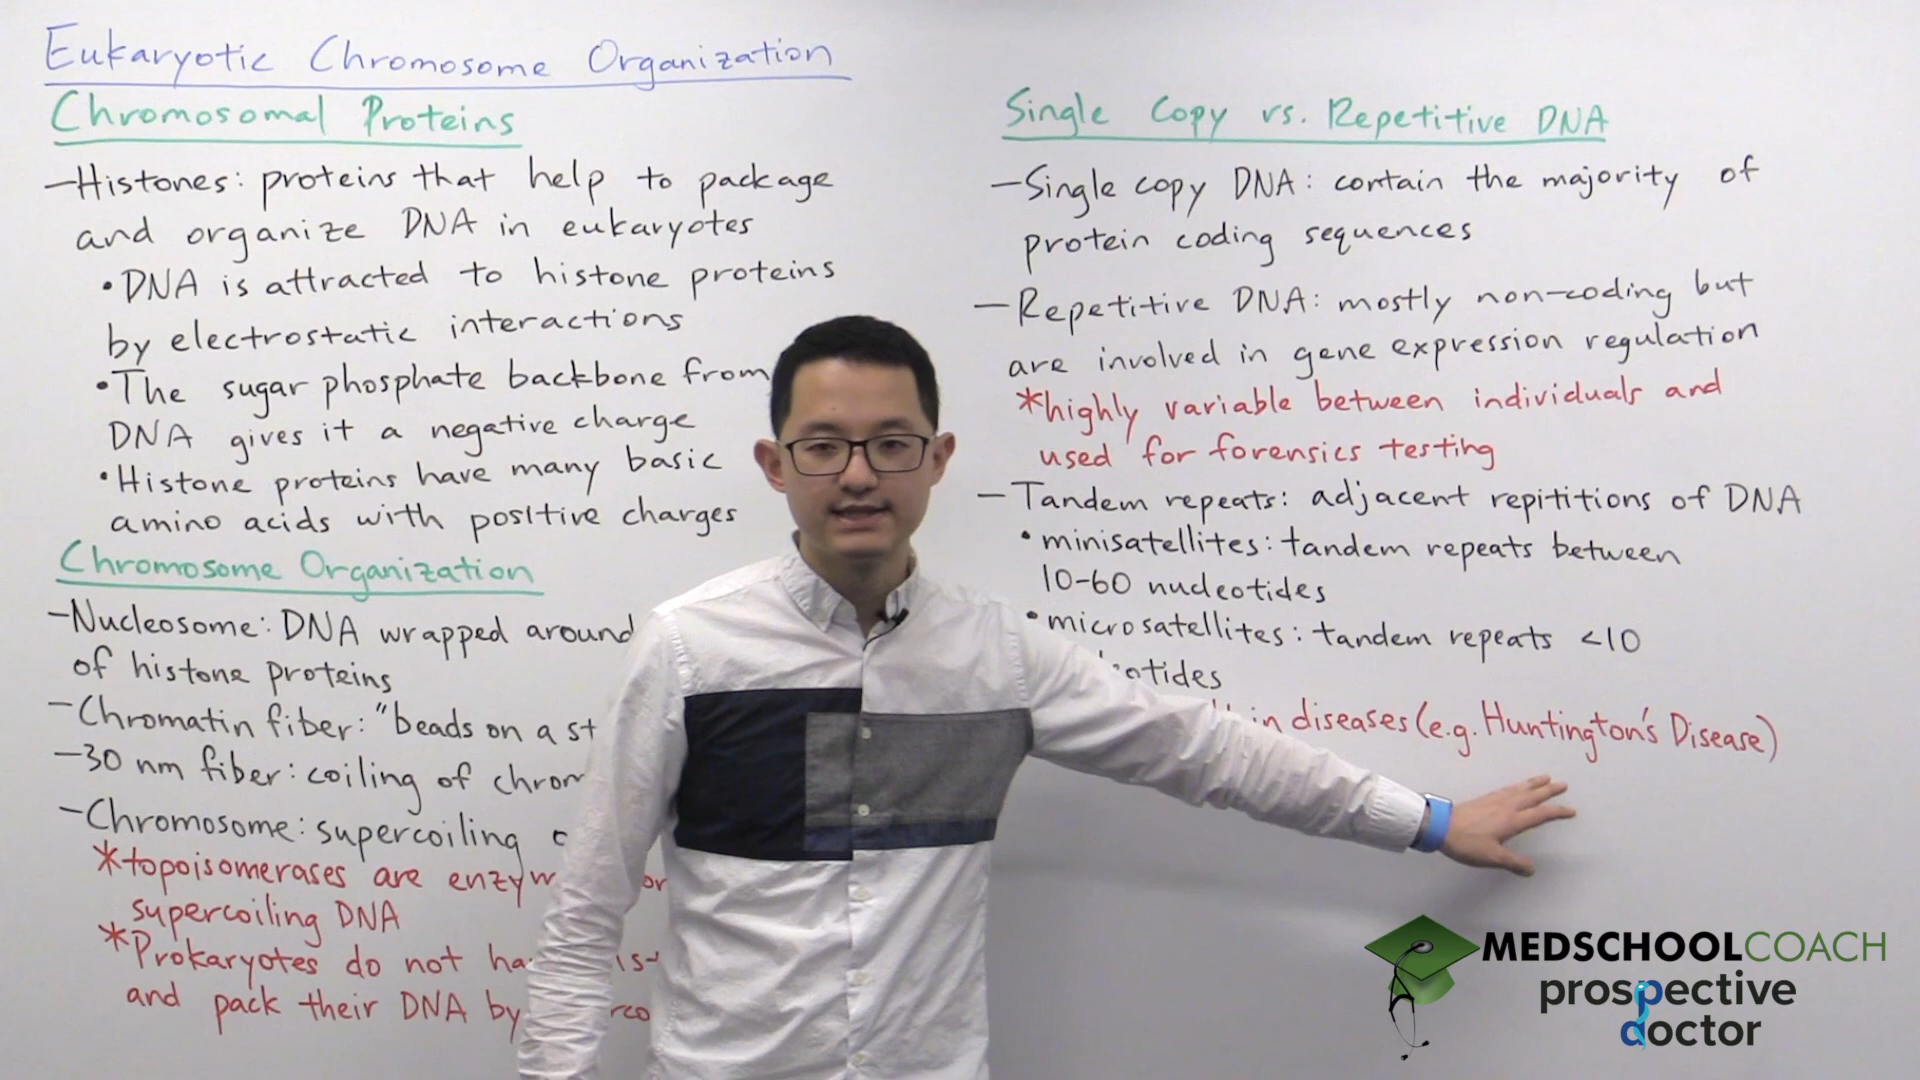 Eukaryotic Chromosome Organization
Chromosomal Proteins
-Histones: proteins that help to package
and organize DNA in eukaryotes
•DNA is attracted to histone proteins
by electrostatic interactions
•The sugar phosphate backbone from
DNA gives it a negative charge
•Histone proteins have many basic
amino acids with positive charges
Chromosome Organization
-Nucleosome: DNA wrapped around
of histone proteins
-Chromatin fiber: "beads on a
-30 nm fiber: coiling of
-Chromosome: supercoiling
*topoisomerases are
supercoiling DNA
*Prokaryotes do not
and pack their DNA by
Single Copy vs. Repetitive DNA
-Single copy DNA: contain the majority of
protein coding sequences
-Repetitive DNA: mostly non-coding but
are involved in gene expression regulation
*highly variable between individuals and
used for forensics testing
-Tandem repeats: adjacent repititions of DNA
•minisatellites: tandem repeats between
10-60 nucleotides
•microsatellites: tandem repeats <10
in diseases (e.g. Huntington's Disease)
MEDSCHOOLCOACH
prospective
doctor